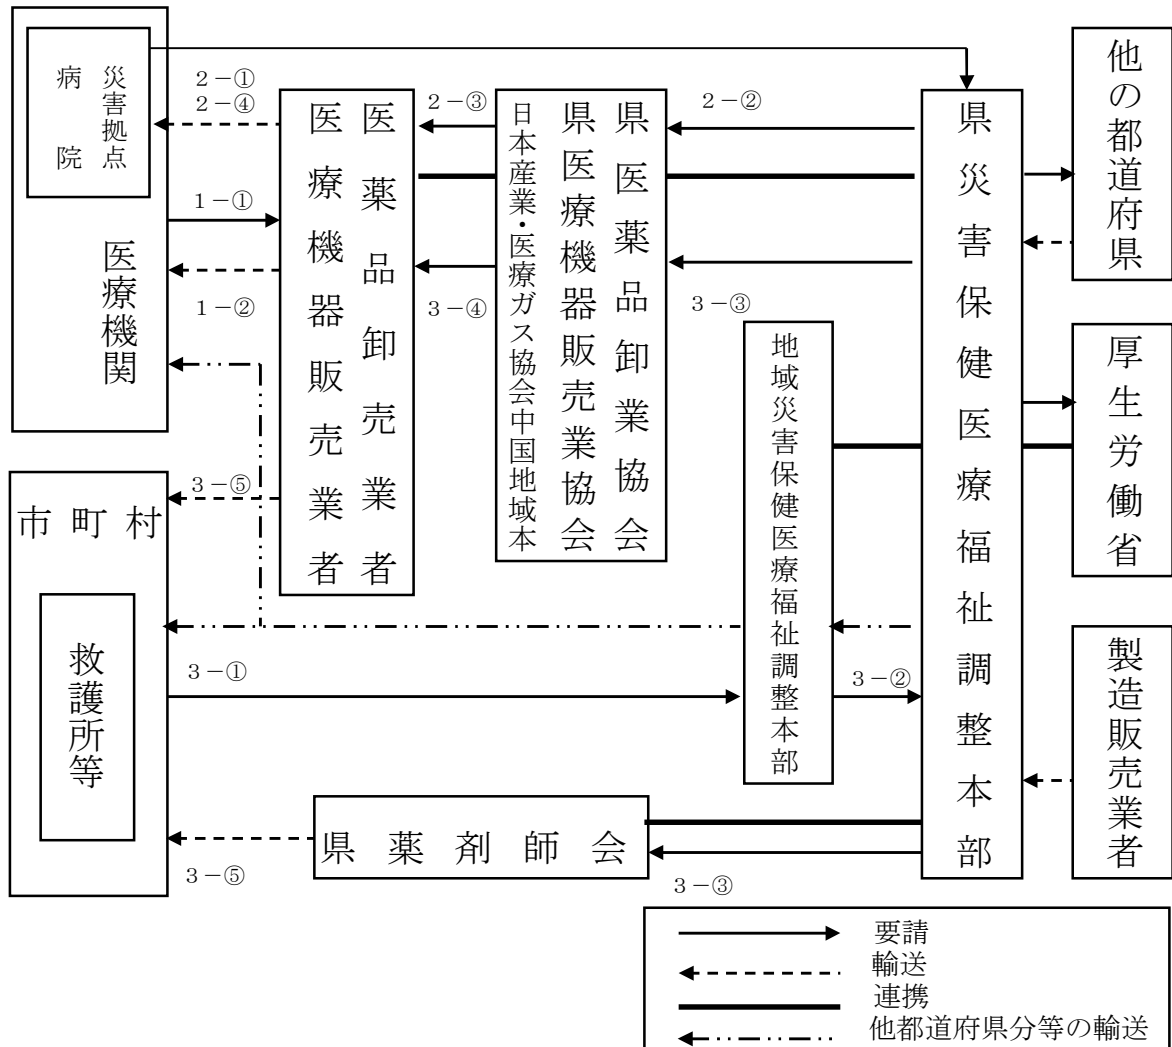 災害拠点
病院
医療機関
2-①
2-④
1-①
1-②
医薬品卸売業者
医療機器販売業者
2-③
3-④
県医薬品卸業協会
県医療機器販売業協会
日本産業・医療ガス協会中国地域本
2-②
3-③
県災害保健医療福祉調整本部
他の都道府県
厚生労働省
製造販売業者
地域災害保健医療福祉調整本部
市町村
救護所等
3-⑤
3-①
3-②
県薬剤師会
3-⑤
3-③
要請
輸送
連携
他都道府県分等の輸送